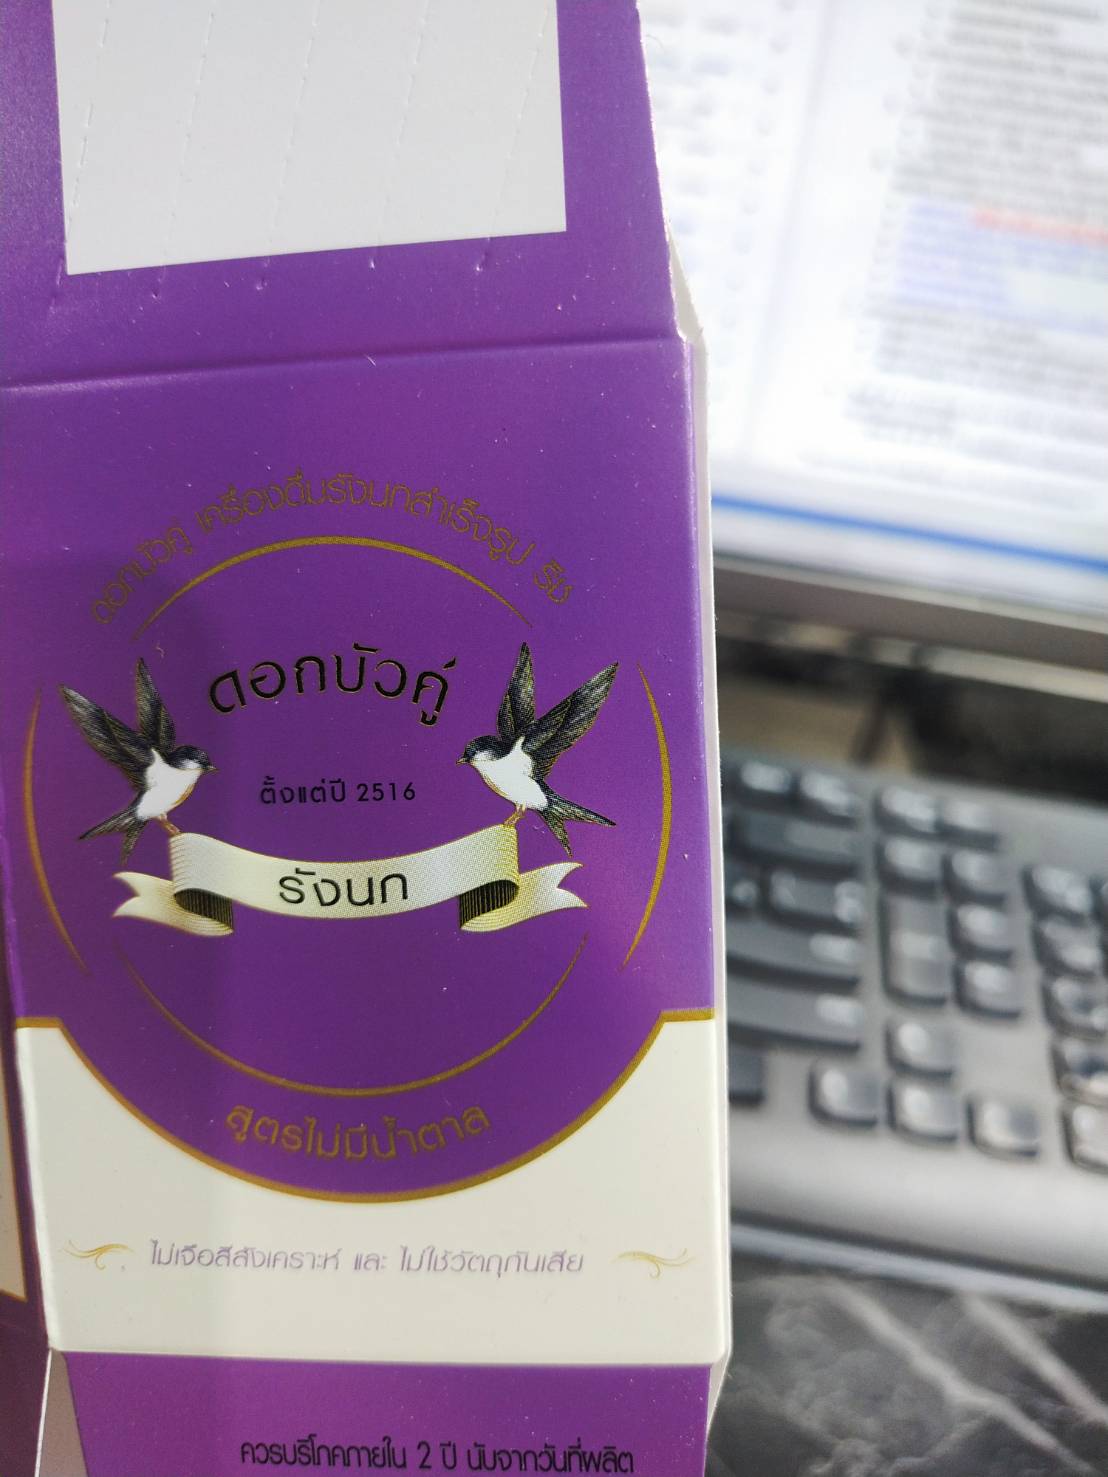 ดอกบัวคู่ เครื่องดื่มรังนกสำเร็จรูป ริช
ดอกบัวคู่
ตั้งแต่ปี 2516
รังนก
สูตรไม่มีน้ำตาล
ไม่เจือสีสังเคราะห์ และ ไม่ใช้วัตถุกันเสีย
ควรบริโภคภายใน 2 ปี นับจากวันที่ผลิต